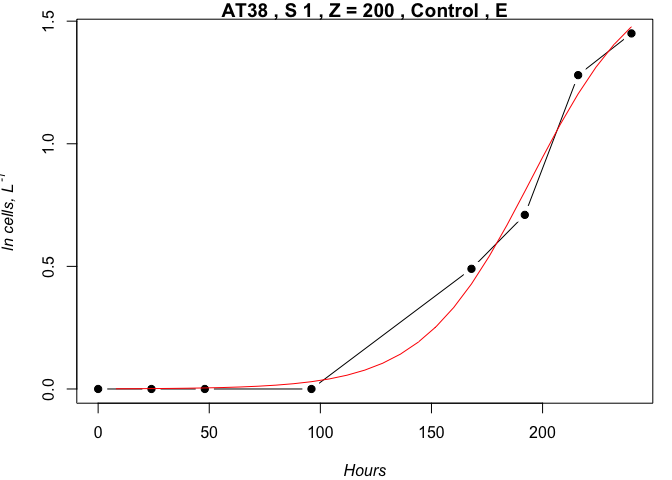 AT38 , S 1 , Z = 200 , Control , E
1.5
1.0
0.5
0.0
ln cells, L⁻¹
0 50 100 150 200
Hours